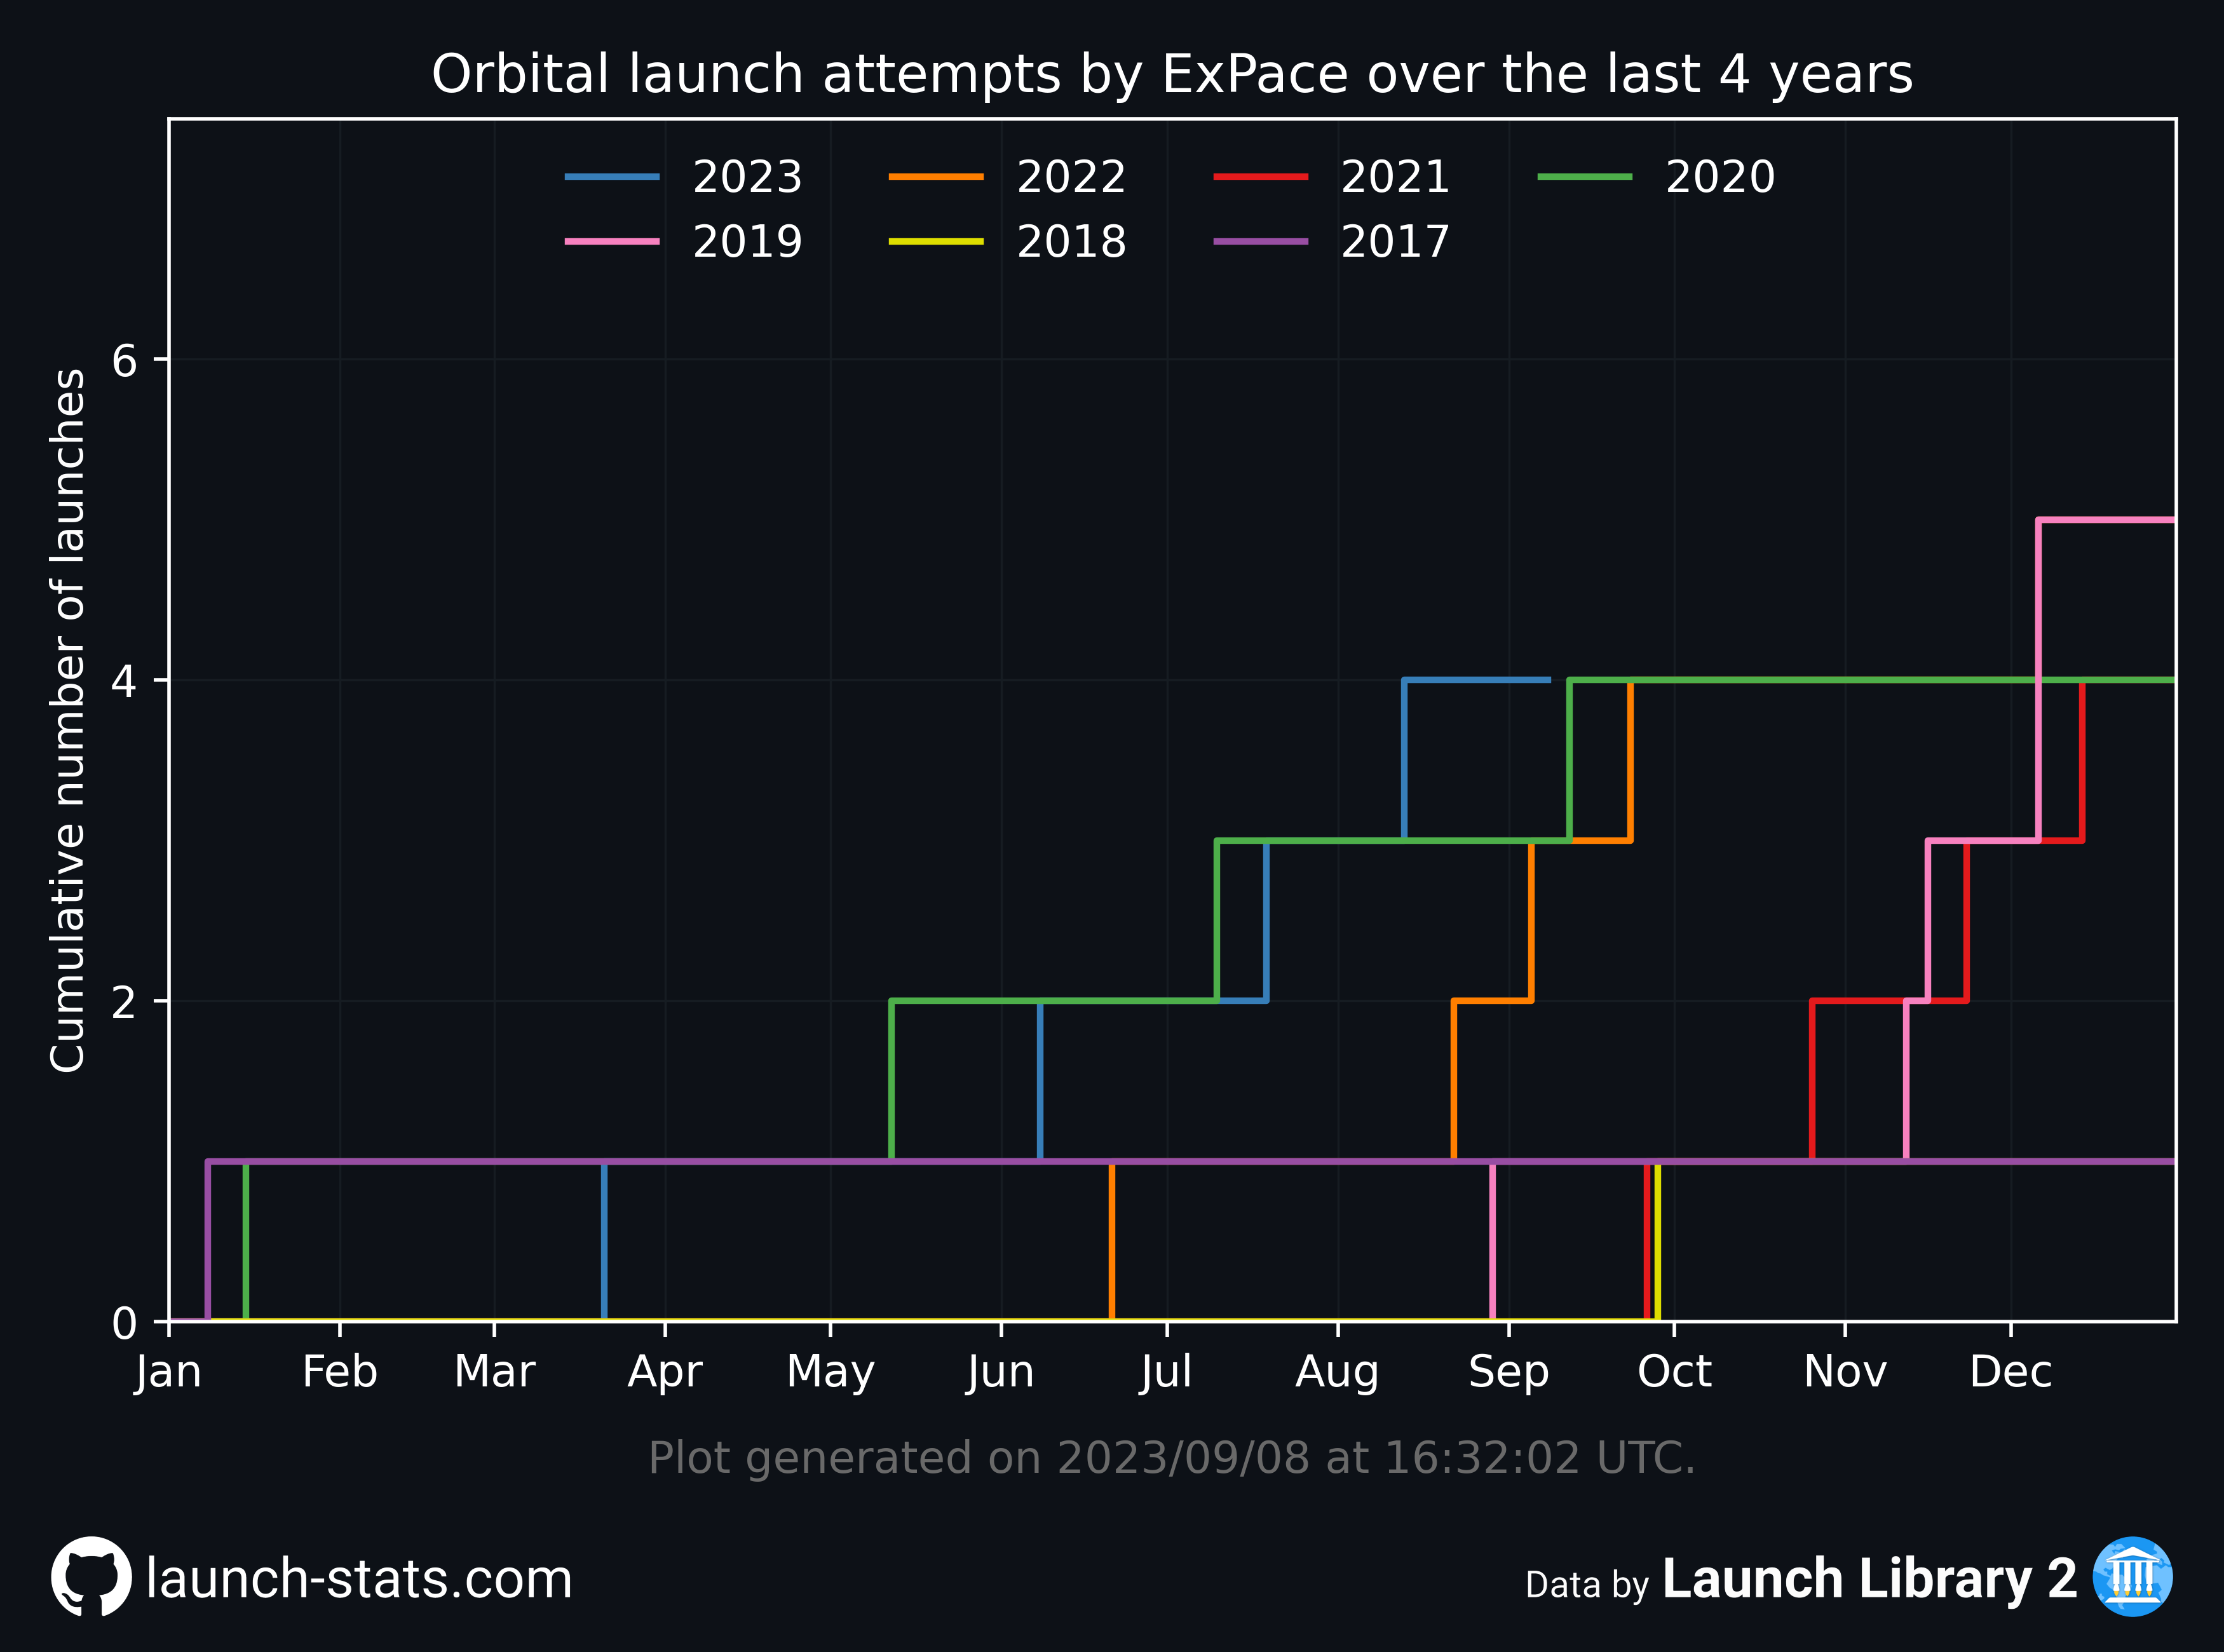 Orbital launch attempts by ExPace over the last 4 years
2023 2022 2021 2020
2019 2018 2017
Cumulative number of launches
6
4
2
0
Jan Feb Mar Apr May Jun Jul Aug Sep Oct Nov Dec
Plot generated on 2023/09/08 at 16:32:02 UTC.
launch-stats.com
Data by Launch Library 2